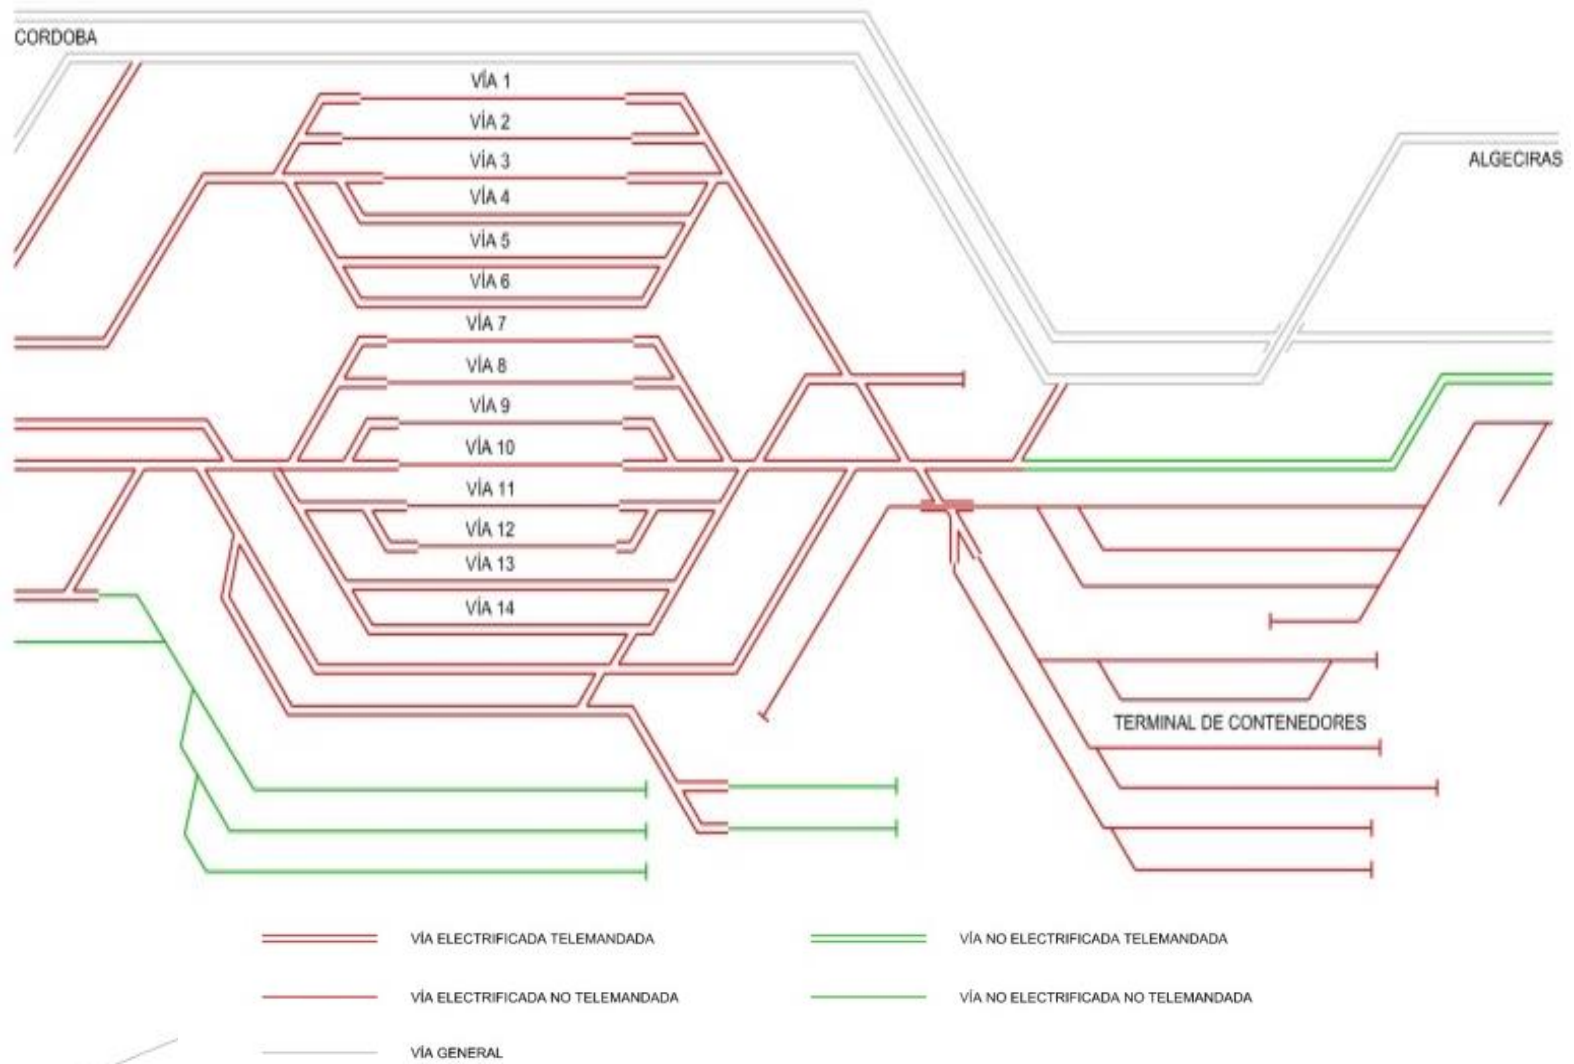 CORDOBA
VÍA 1
VÍA 2
VÍA 3
ALGECIRAS
VÍA 4
VÍA 5
VÍA 6
VÍA 7
VÍA 8
VÍA 9
VÍA 10
VÍA 11
VÍA 12
VÍA 13
VÍA 14
TERMINAL DE CONTENEDORES
VÍA ELECTRIFICADA TELEMANDADA
VÍA NO ELECTRIFICADA TELEMANDADA
VÍA ELECTRIFICADA NO TELEMANDADA
VÍA NO ELECTRIFICADA NO TELEMANDADA
VÍA GENERAL